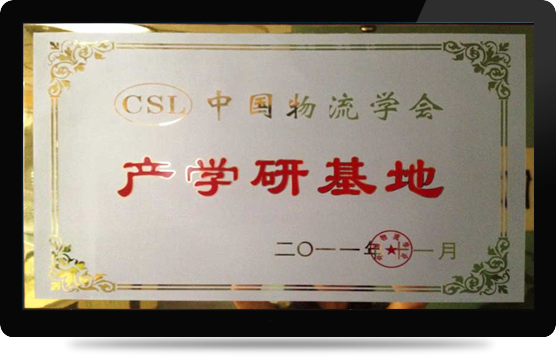 CSL 中国物流学会
产学研基地
二〇一一年十一月